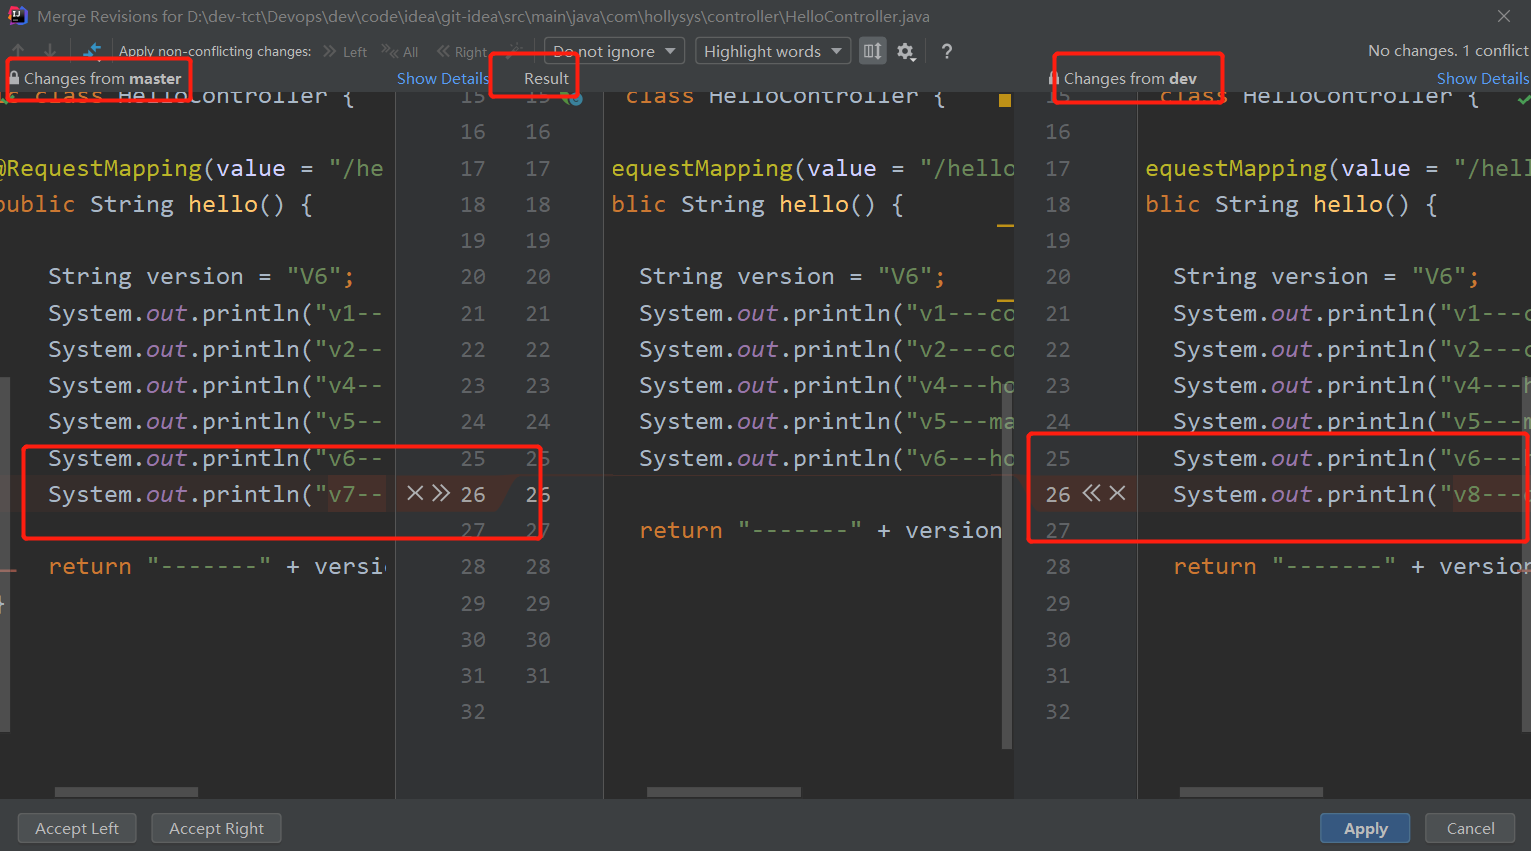 Merge Revisions for D:\dev-tct\Devops\dev\code\idea\git-idea\src\main\java\com\hollysys\controller\HelloController.java
Apply non-conflicting changes: Left All Right Do not ignore Highlight words ? No changes. 1 conflict
Changes from master Show Details Result Changes from dev Show Details
class HelloController { 15 15 class HelloController { 15 class HelloController {
16 16 16
@RequestMapping(value = "/he 17 17 equestMapping(value = "/hello 17 equestMapping(value = "/hell
public String hello() { 18 18 blic String hello() { 18 blic String hello() {
19 19 19
String version = "V6"; 20 20 String version = "V6"; 20 String version = "V6";
System.out.println("v1-- 21 21 System.out.println("v1---co 21 System.out.println("v1---c
System.out.println("v2-- 22 22 System.out.println("v2---co 22 System.out.println("v2---c
System.out.println("v4-- 23 23 System.out.println("v4---ho 23 System.out.println("v4---h
System.out.println("v5-- 24 24 System.out.println("v5---ma 24 System.out.println("v5---m
System.out.println("v6-- 25 25 System.out.println("v6---ho 25 System.out.println("v6---
System.out.println("v7-- 26 26 26 System.out.println("v8---
27 27 return "-------" + version 27
return "-------" + versi 28 28 28 return "-------" + version
} 29 29 29
30 30 30
31 31 31
32 32
Accept Left Accept Right Apply Cancel